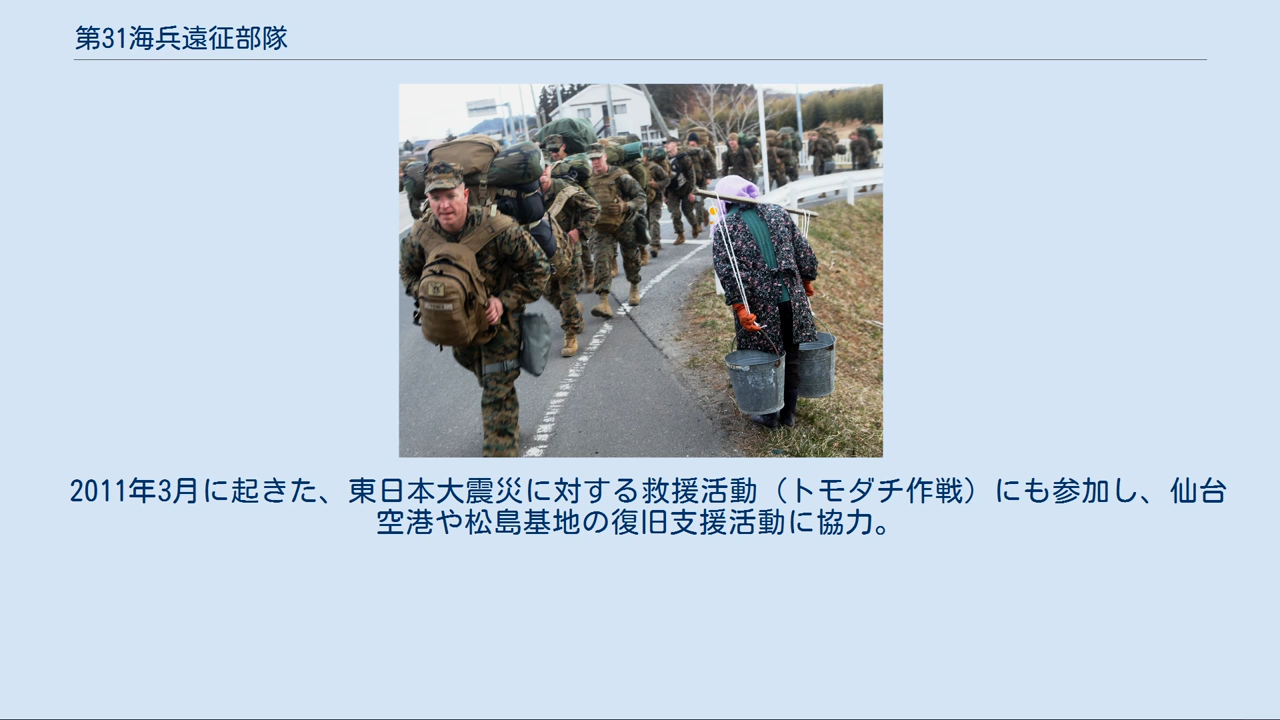 第31海兵遠征部隊
2011年3月に起きた、東日本大震災に対する救援活動（トモダチ作戦）にも参加し、仙台
空港や松島基地の復旧支援活動に協力。